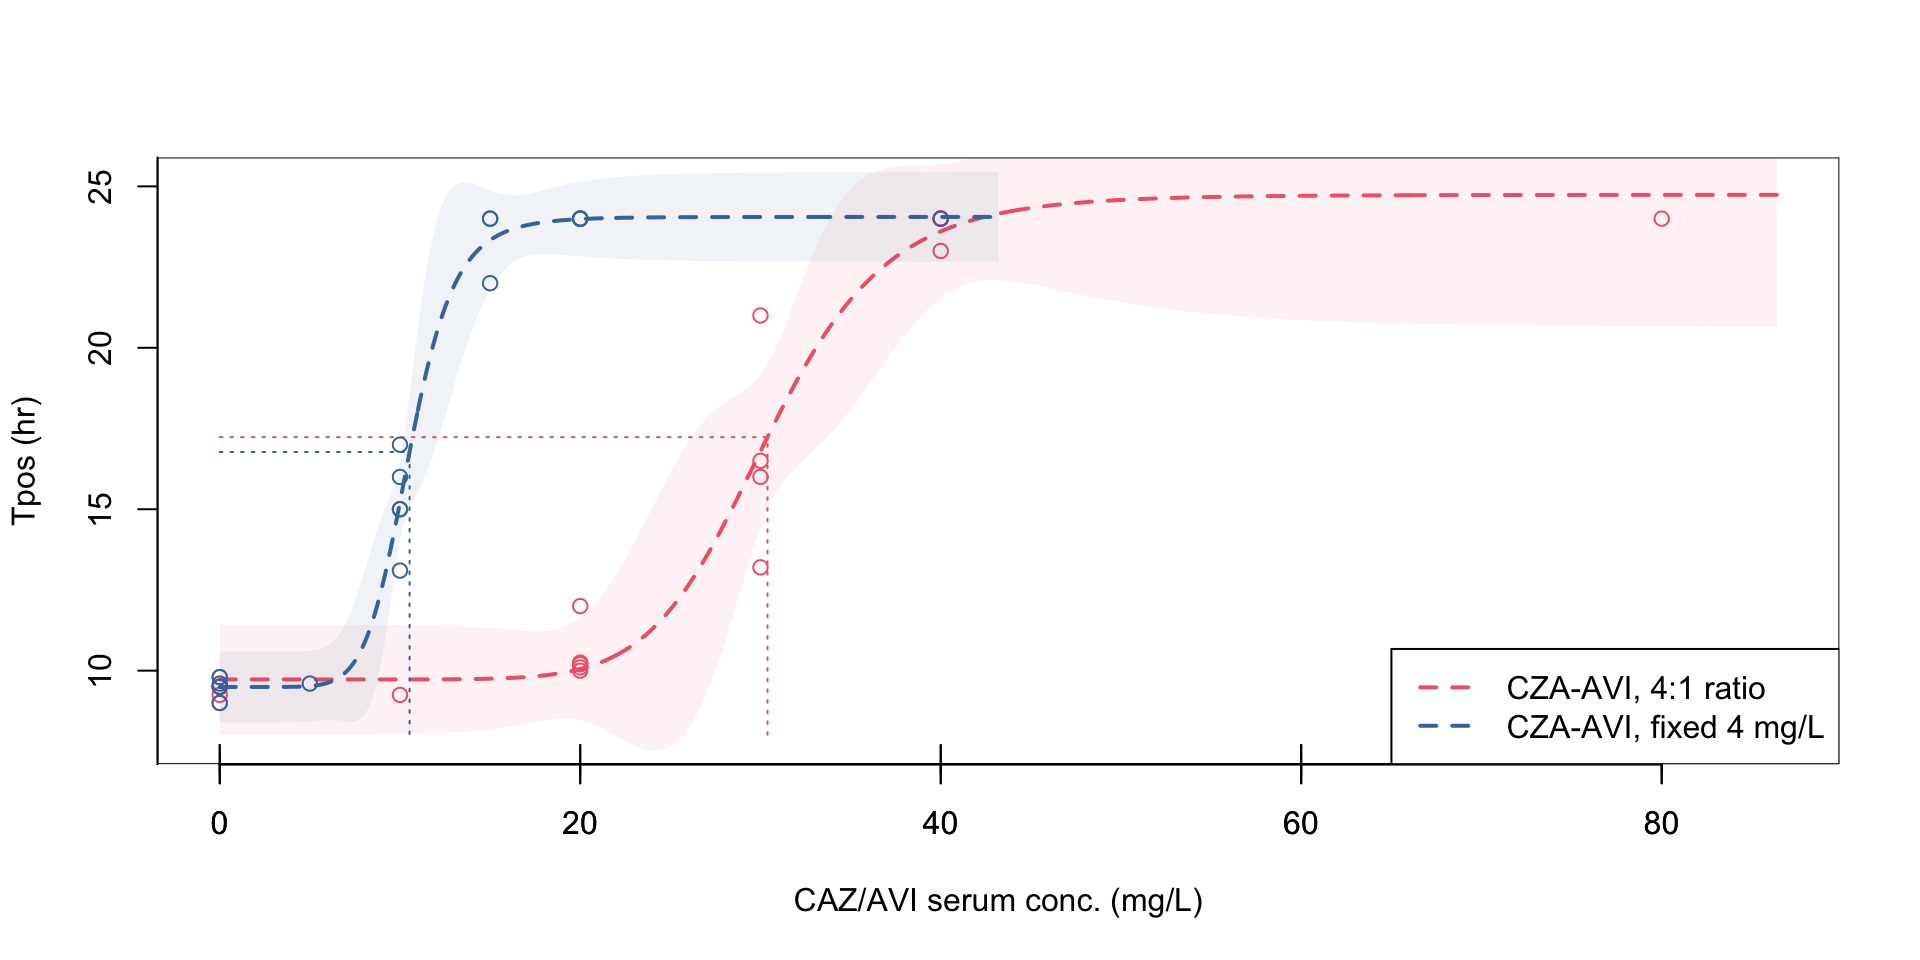 25
20
15
10
Tpos (hr)
CZA-AVI, 4:1 ratio
CZA-AVI, fixed 4 mg/L
0 20 40 60 80
CAZ/AVI serum conc. (mg/L)